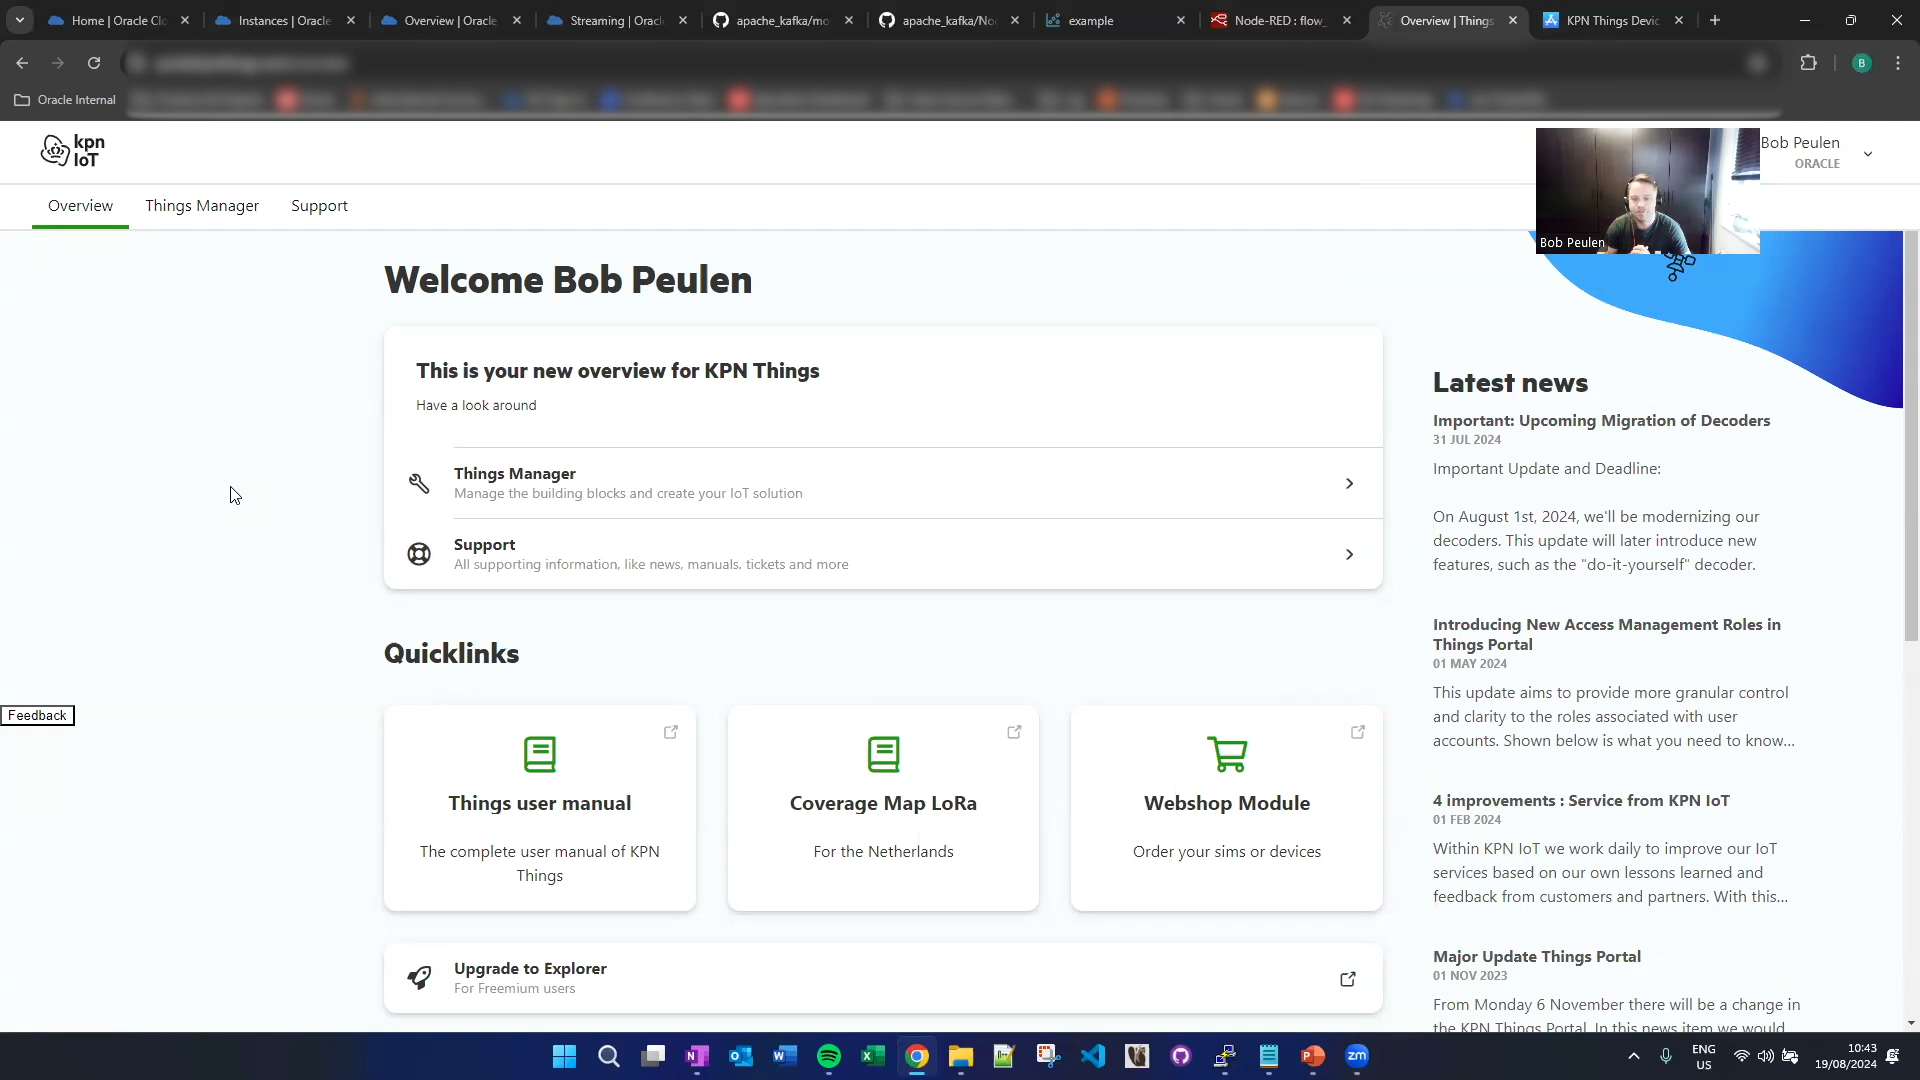 Home | Oracle Clo
Instances | Oracle
Overview | Oracle
Streaming | Oracl
apache_kafka/mo
apache_kafka/No
example
Node-RED : flow_
Overview | Things
KPN Things Devic
B
Oracle Internal
kpn
IoT
Bob Peulen
ORACLE
Overview
Things Manager
Support
Bob Peulen
Welcome Bob Peulen
This is your new overview for KPN Things
Have a look around
Things Manager
Manage the building blocks and create your IoT solution
Support
All supporting information, like news, manuals, tickets and more
Quicklinks
Feedback
Things user manual
The complete user manual of KPN
Things
Coverage Map LoRa
For the Netherlands
Webshop Module
Order your sims or devices
Upgrade to Explorer
For Freemium users
Latest news
Important: Upcoming Migration of Decoders
31 JUL 2024
Important Update and Deadline:
On August 1st, 2024, we'll be modernizing our
decoders. This update will later introduce new
features, such as the "do-it-yourself" decoder.
Introducing New Access Management Roles in
Things Portal
01 MAY 2024
This update aims to provide more granular control
and clarity to the roles associated with user
accounts. Shown below is what you need to know...
4 improvements : Service from KPN IoT
01 FEB 2024
Within KPN IoT we work daily to improve our IoT
services based on our own lessons learned and
feedback from customers and partners. With this...
Major Update Things Portal
01 NOV 2023
From Monday 6 November there will be a change in
the KPN Things Portal. In this news item we would
zm
ENG
US
10:43
19/08/2024